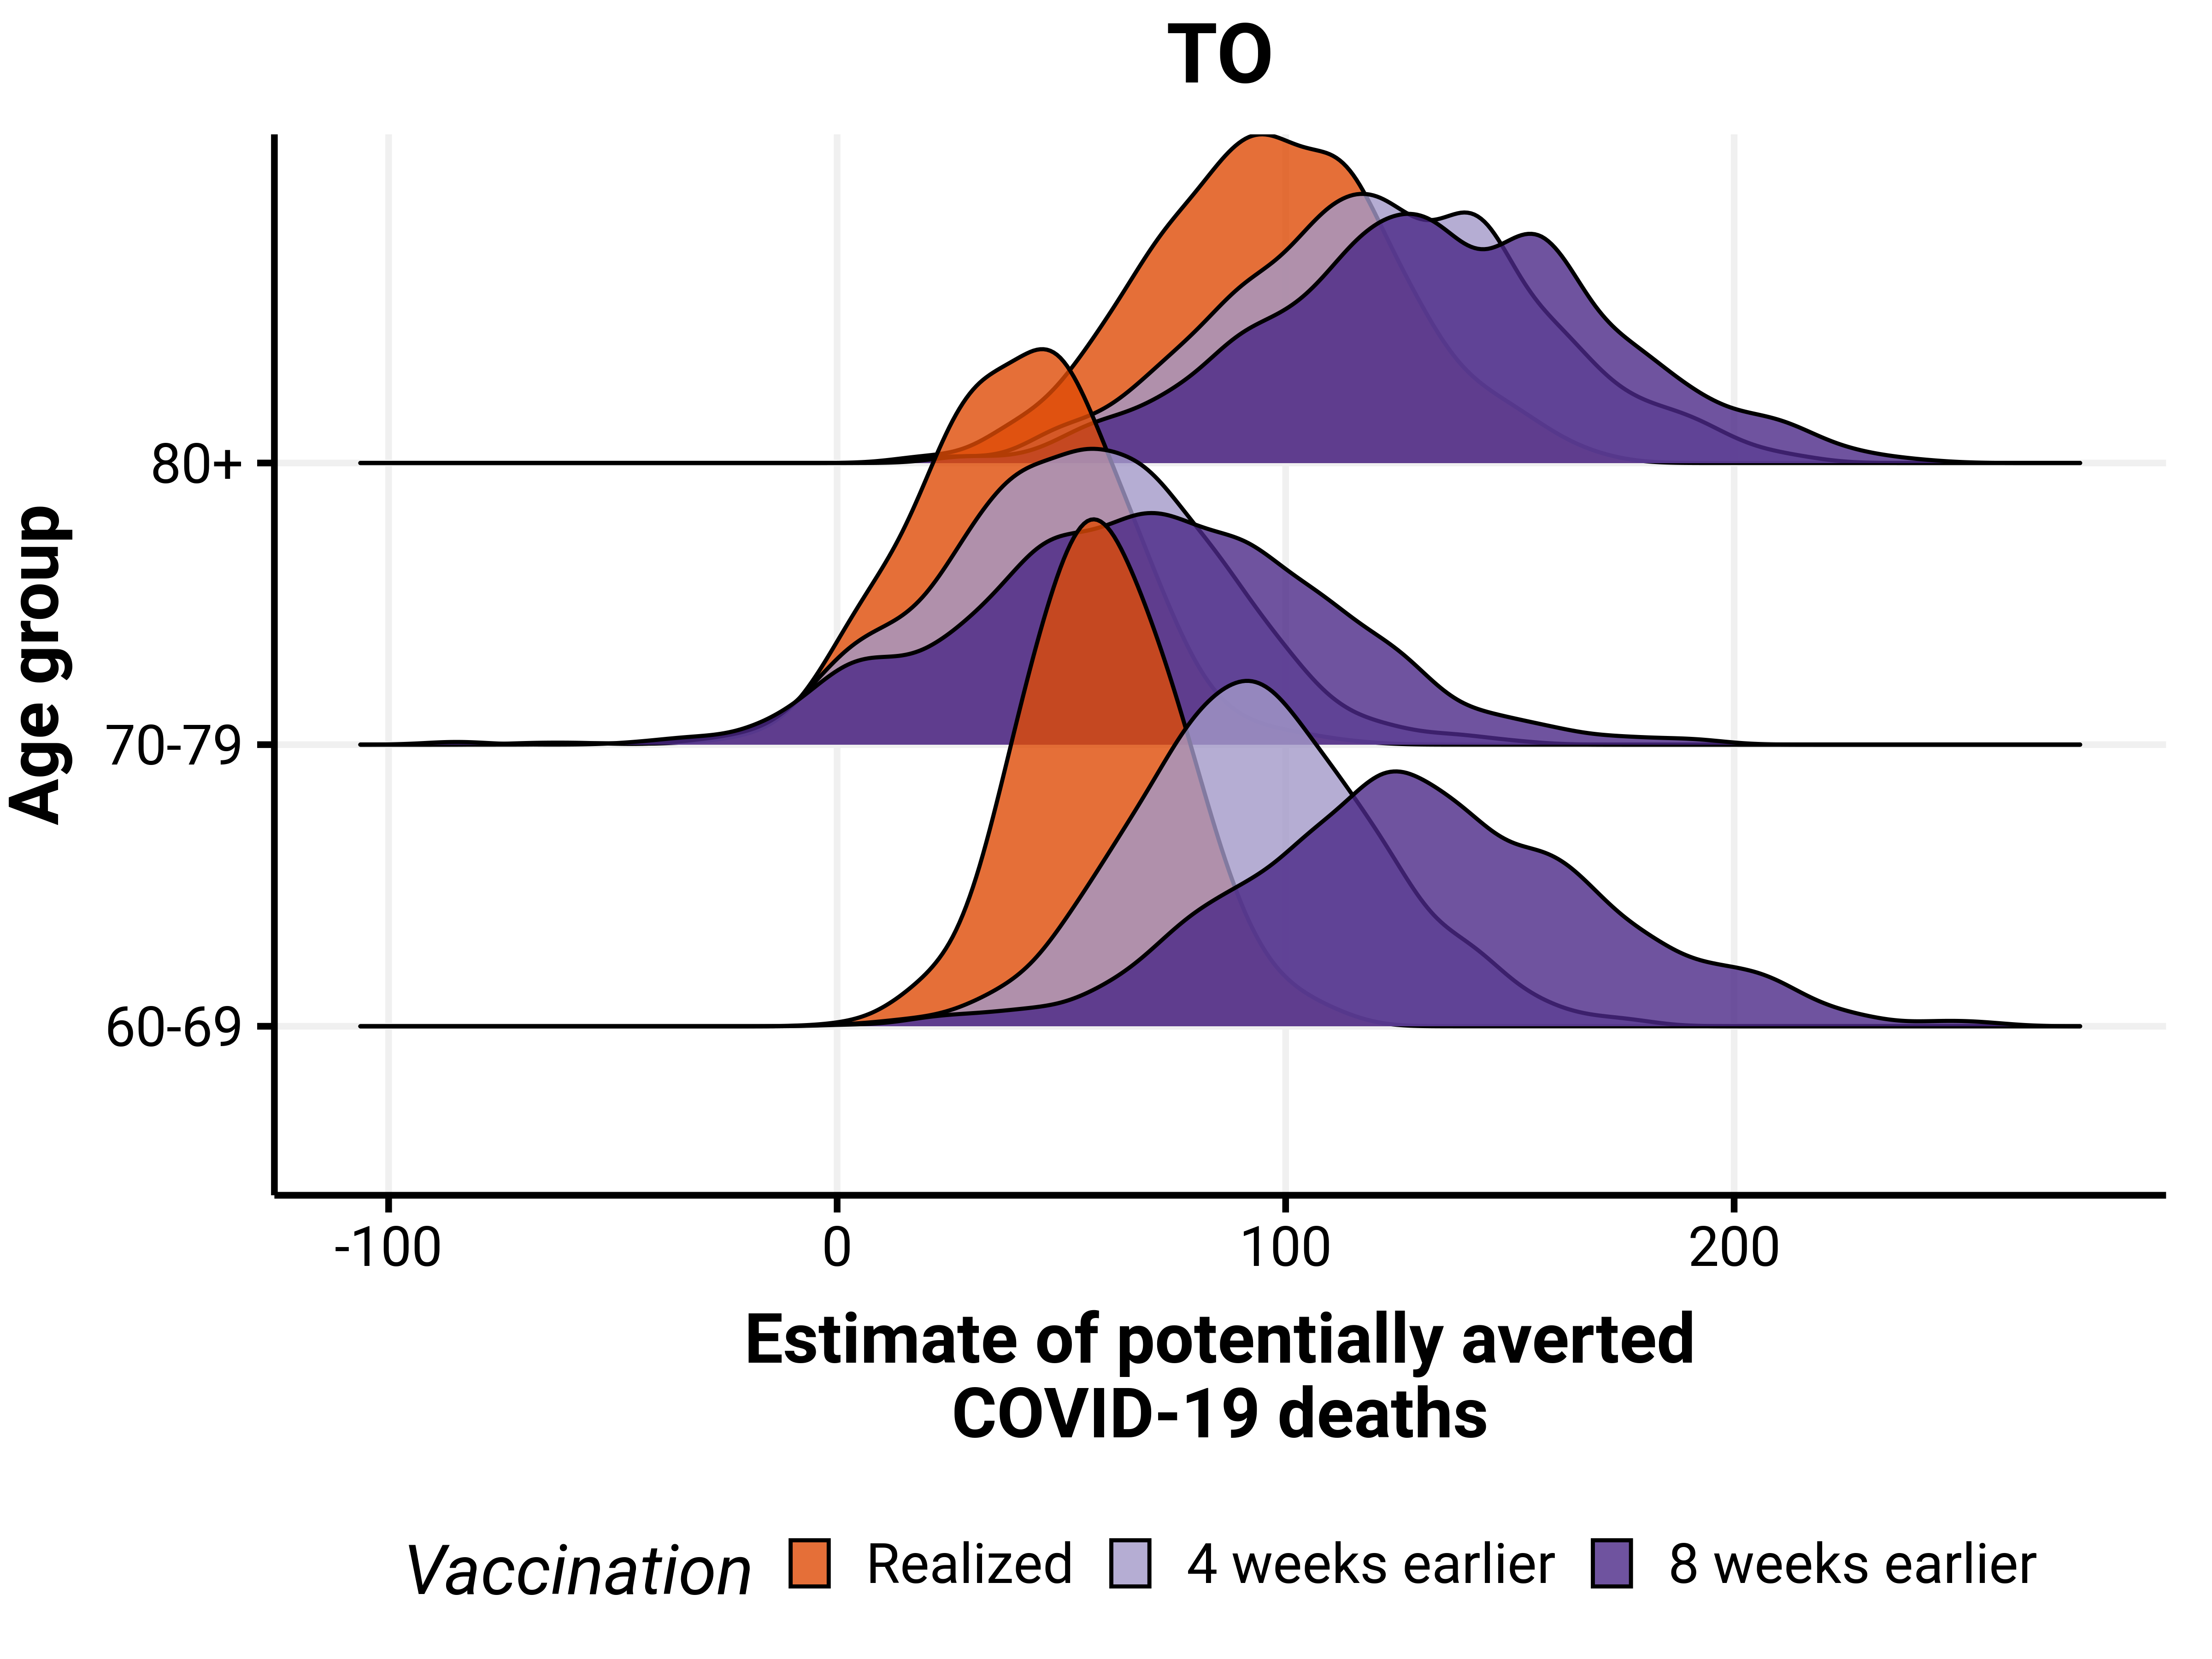 TO
Age group
80+
70-79
60-69
-100 0 100 200
Estimate of potentially averted
COVID-19 deaths
Vaccination Realized 4 weeks earlier 8 weeks earlier